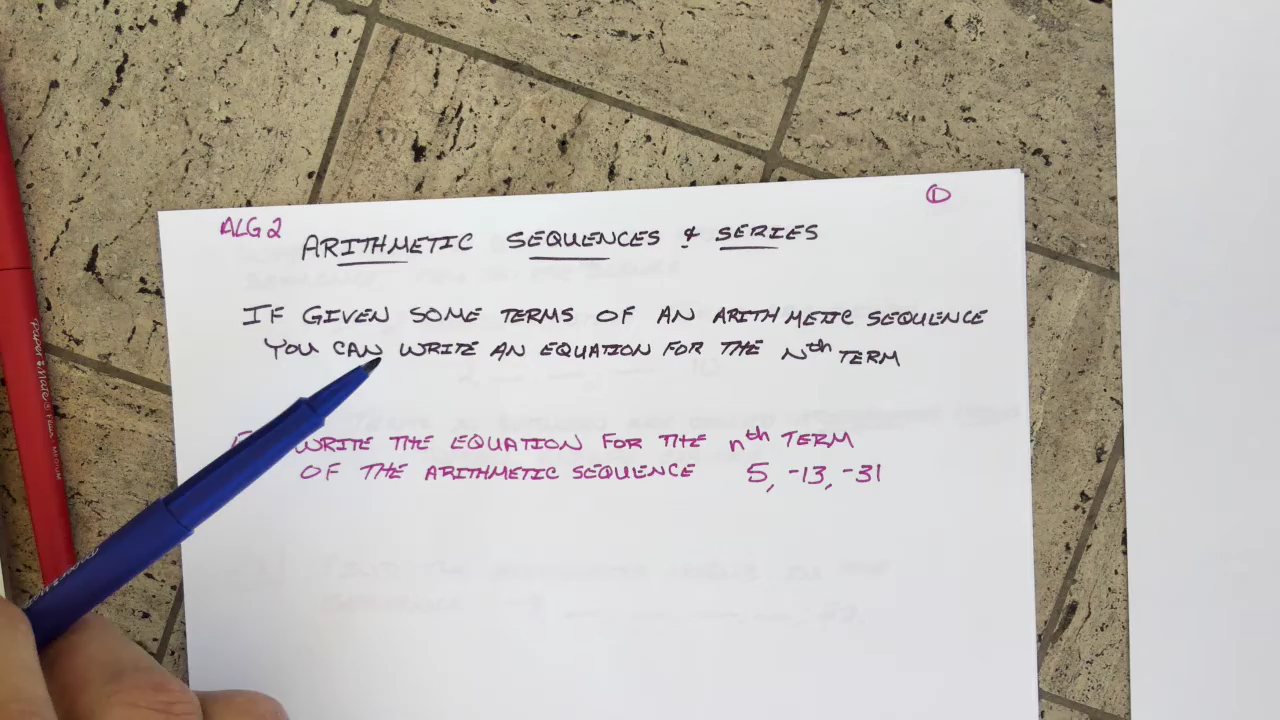 ALG 2
①
ARITHMETIC SEQUENCES & SERIES
IF GIVEN SOME TERMS OF AN ARITHMETIC SEQUENCE
YOU CAN WRITE AN EQUATION FOR THE Nth TERM
WRITE THE EQUATION FOR THE nth TERM
OF THE ARITHMETIC SEQUENCE 5, -13, -31